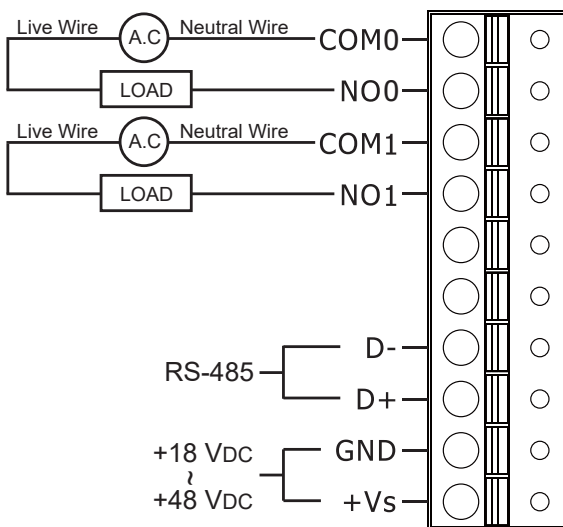 Live Wire A.C Neutral Wire COM0
LOAD NO0
Live Wire A.C Neutral Wire COM1
LOAD NO1
D-
RS-485
D+
+18 VDC GND
~
+48 VDC +Vs